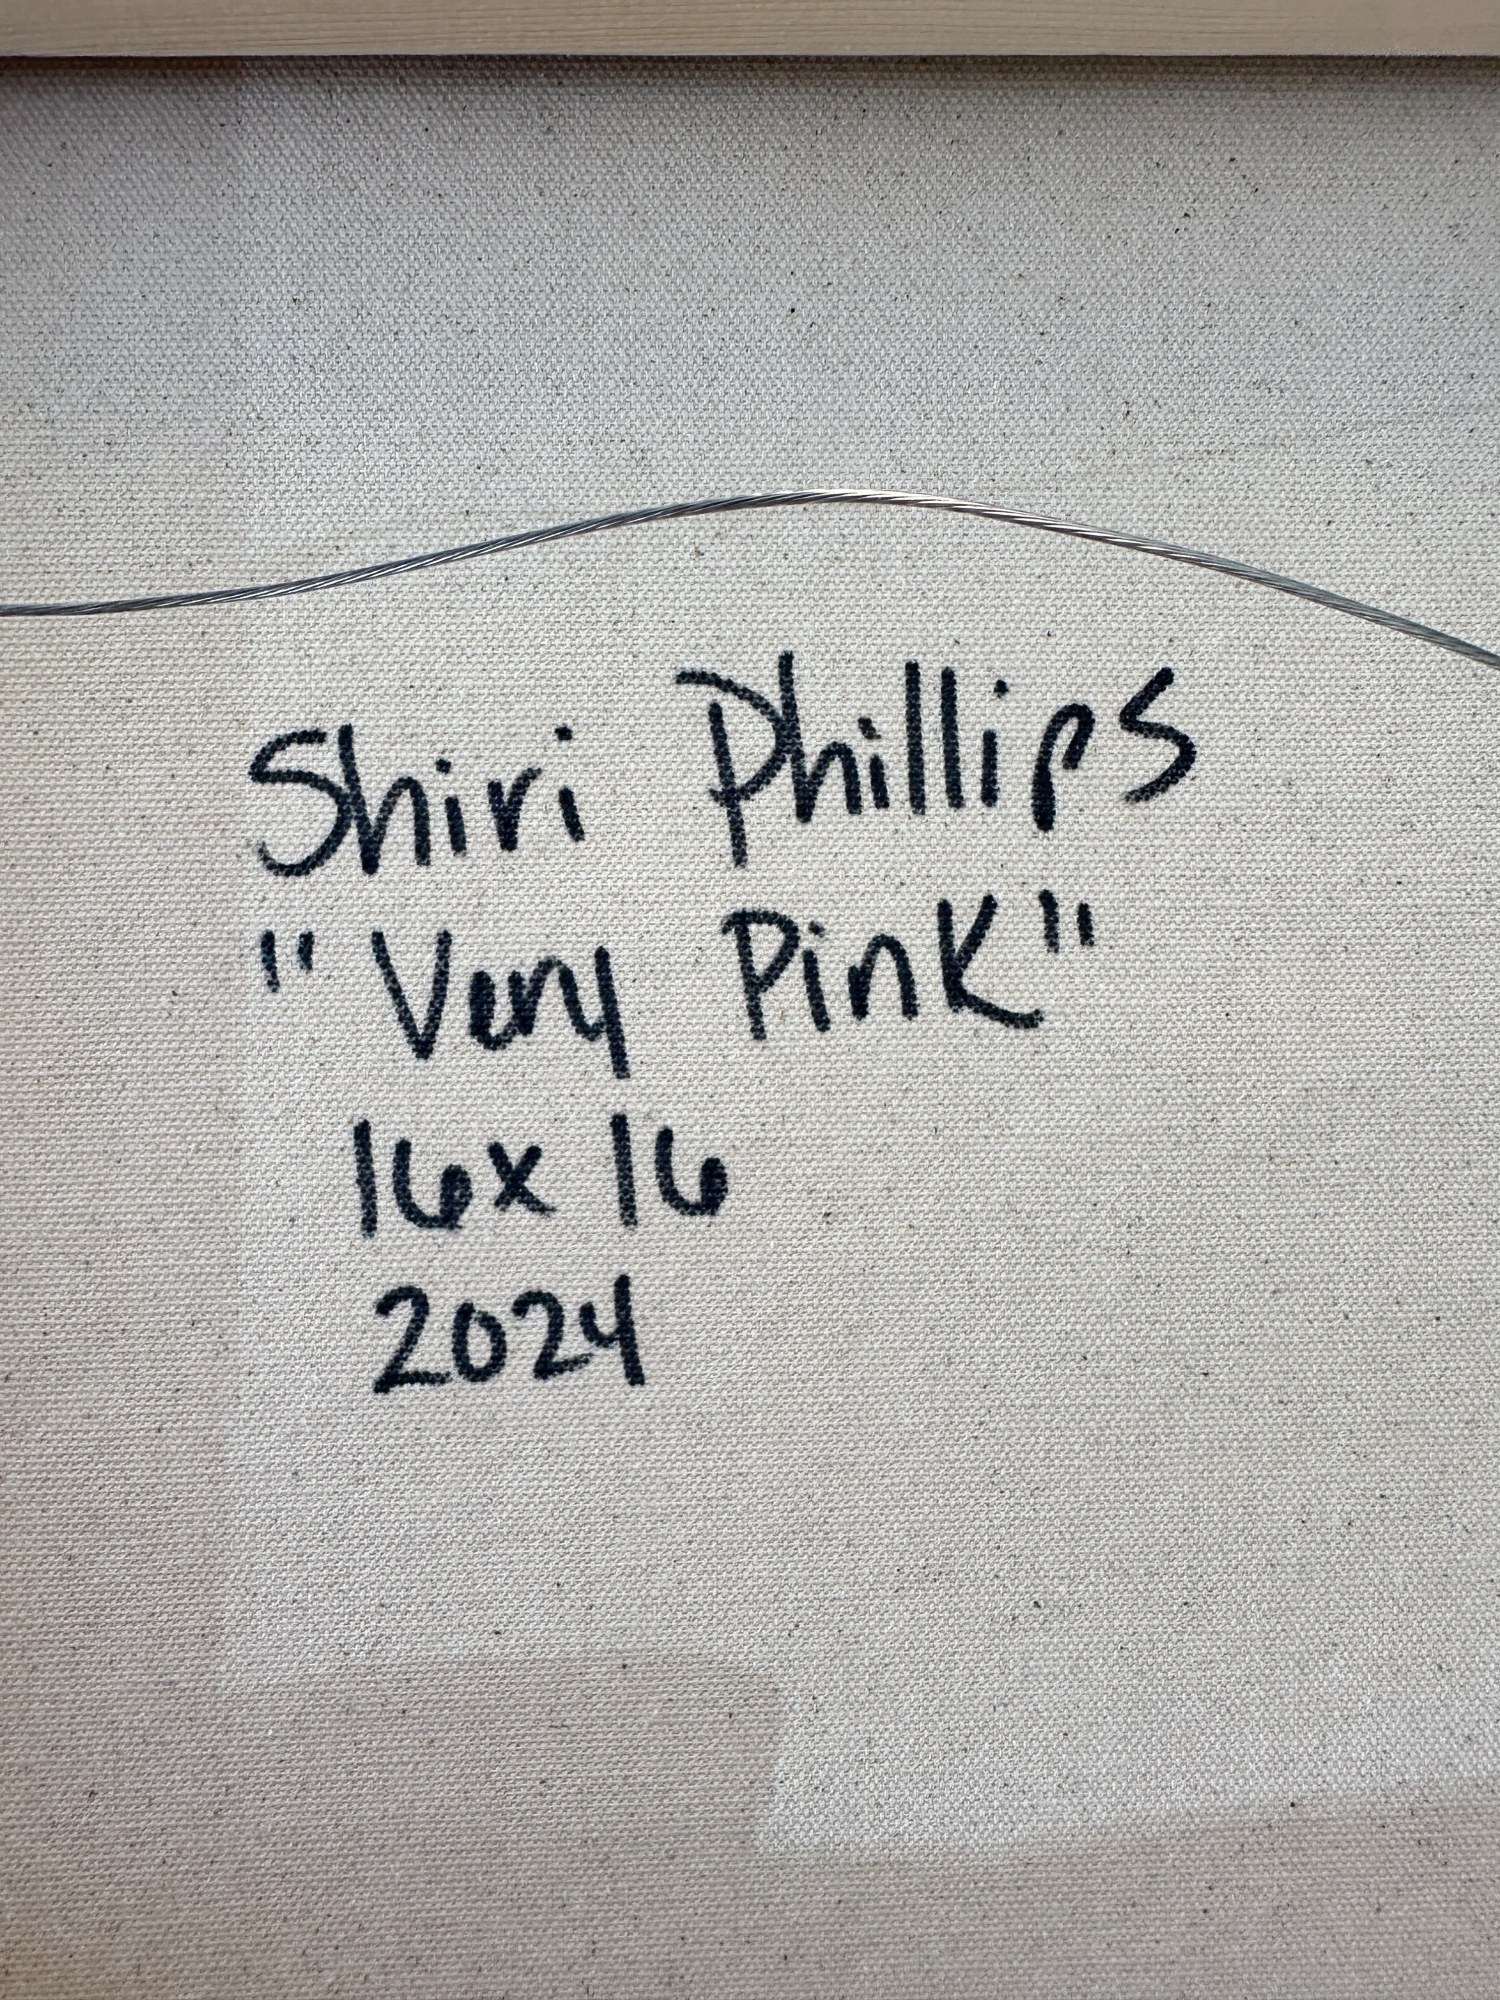 Shiri Phillips
"Very Pink"
16x16
2024